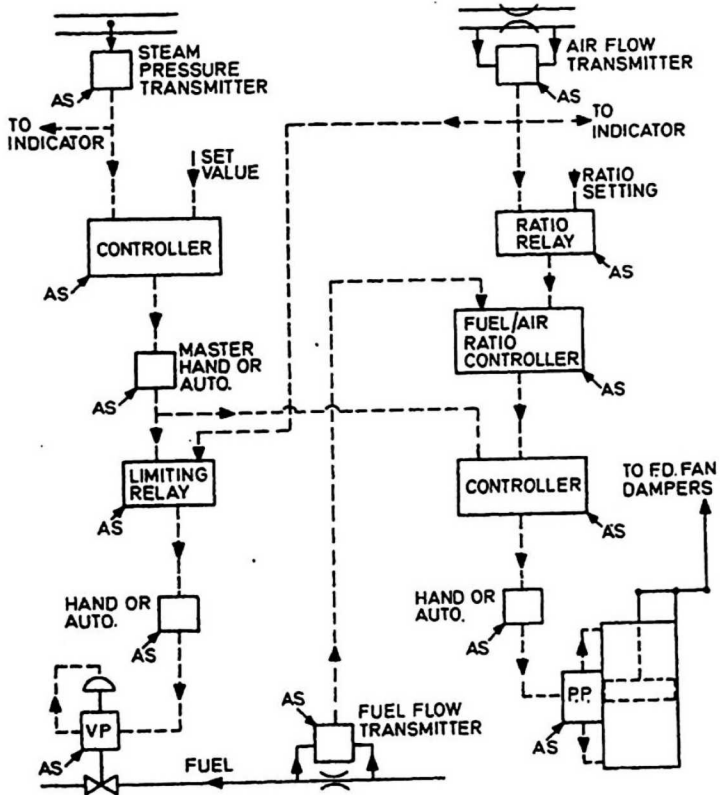 STEAM
PRESSURE
TRANSMITTER
AS
TO
INDICATOR
SET
VALUE
CONTROLLER
AS
MASTER
HAND OR
AUTO.
AS
LIMITING
RELAY
AS
HAND OR
AUTO.
AS
VP
AS
FUEL
AS
FUEL FLOW
TRANSMITTER
AIR FLOW
TRANSMITTER
AS
TO
INDICATOR
RATIO
SETTING
RATIO
RELAY
AS
FUEL/AIR
RATIO
CONTROLLER
AS
CONTROLLER
AS
TO F.D. FAN
DAMPERS
HAND OR
AUTO.
AS
P.P.
AS